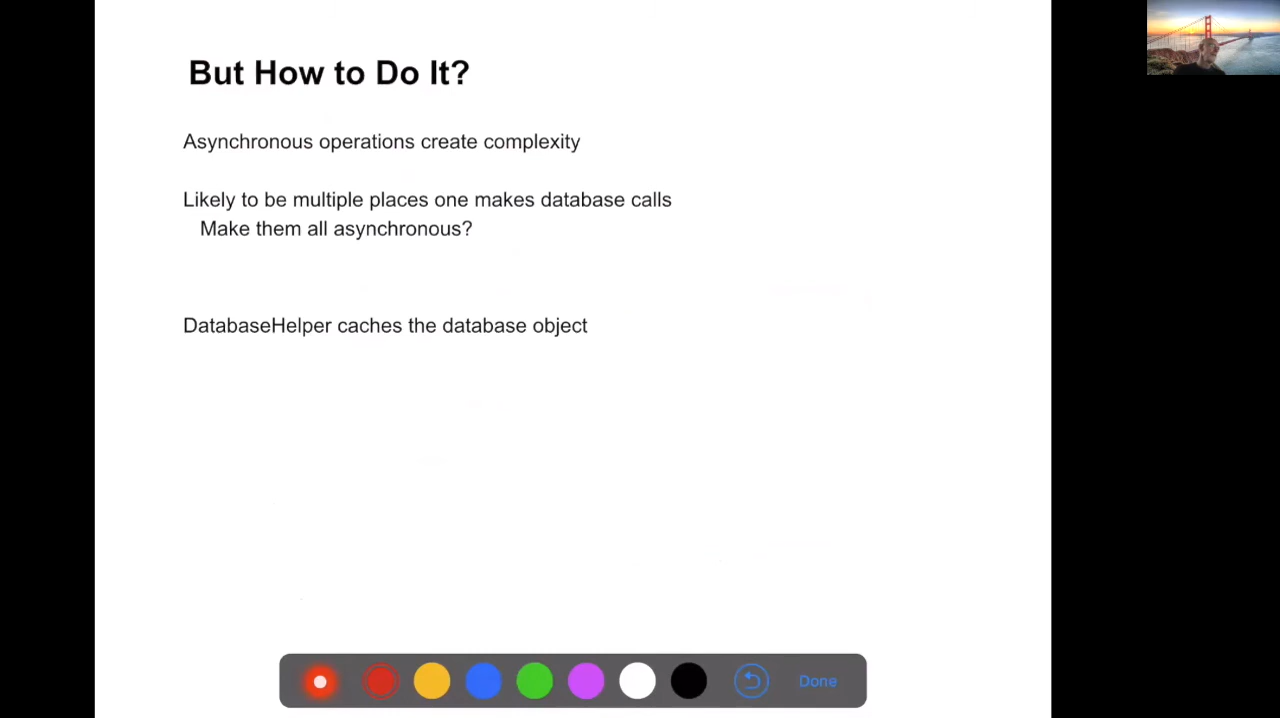 But How to Do It?
Asynchronous operations create complexity
Likely to be multiple places one makes database calls
Make them all asynchronous?
DatabaseHelper caches the database object
Done